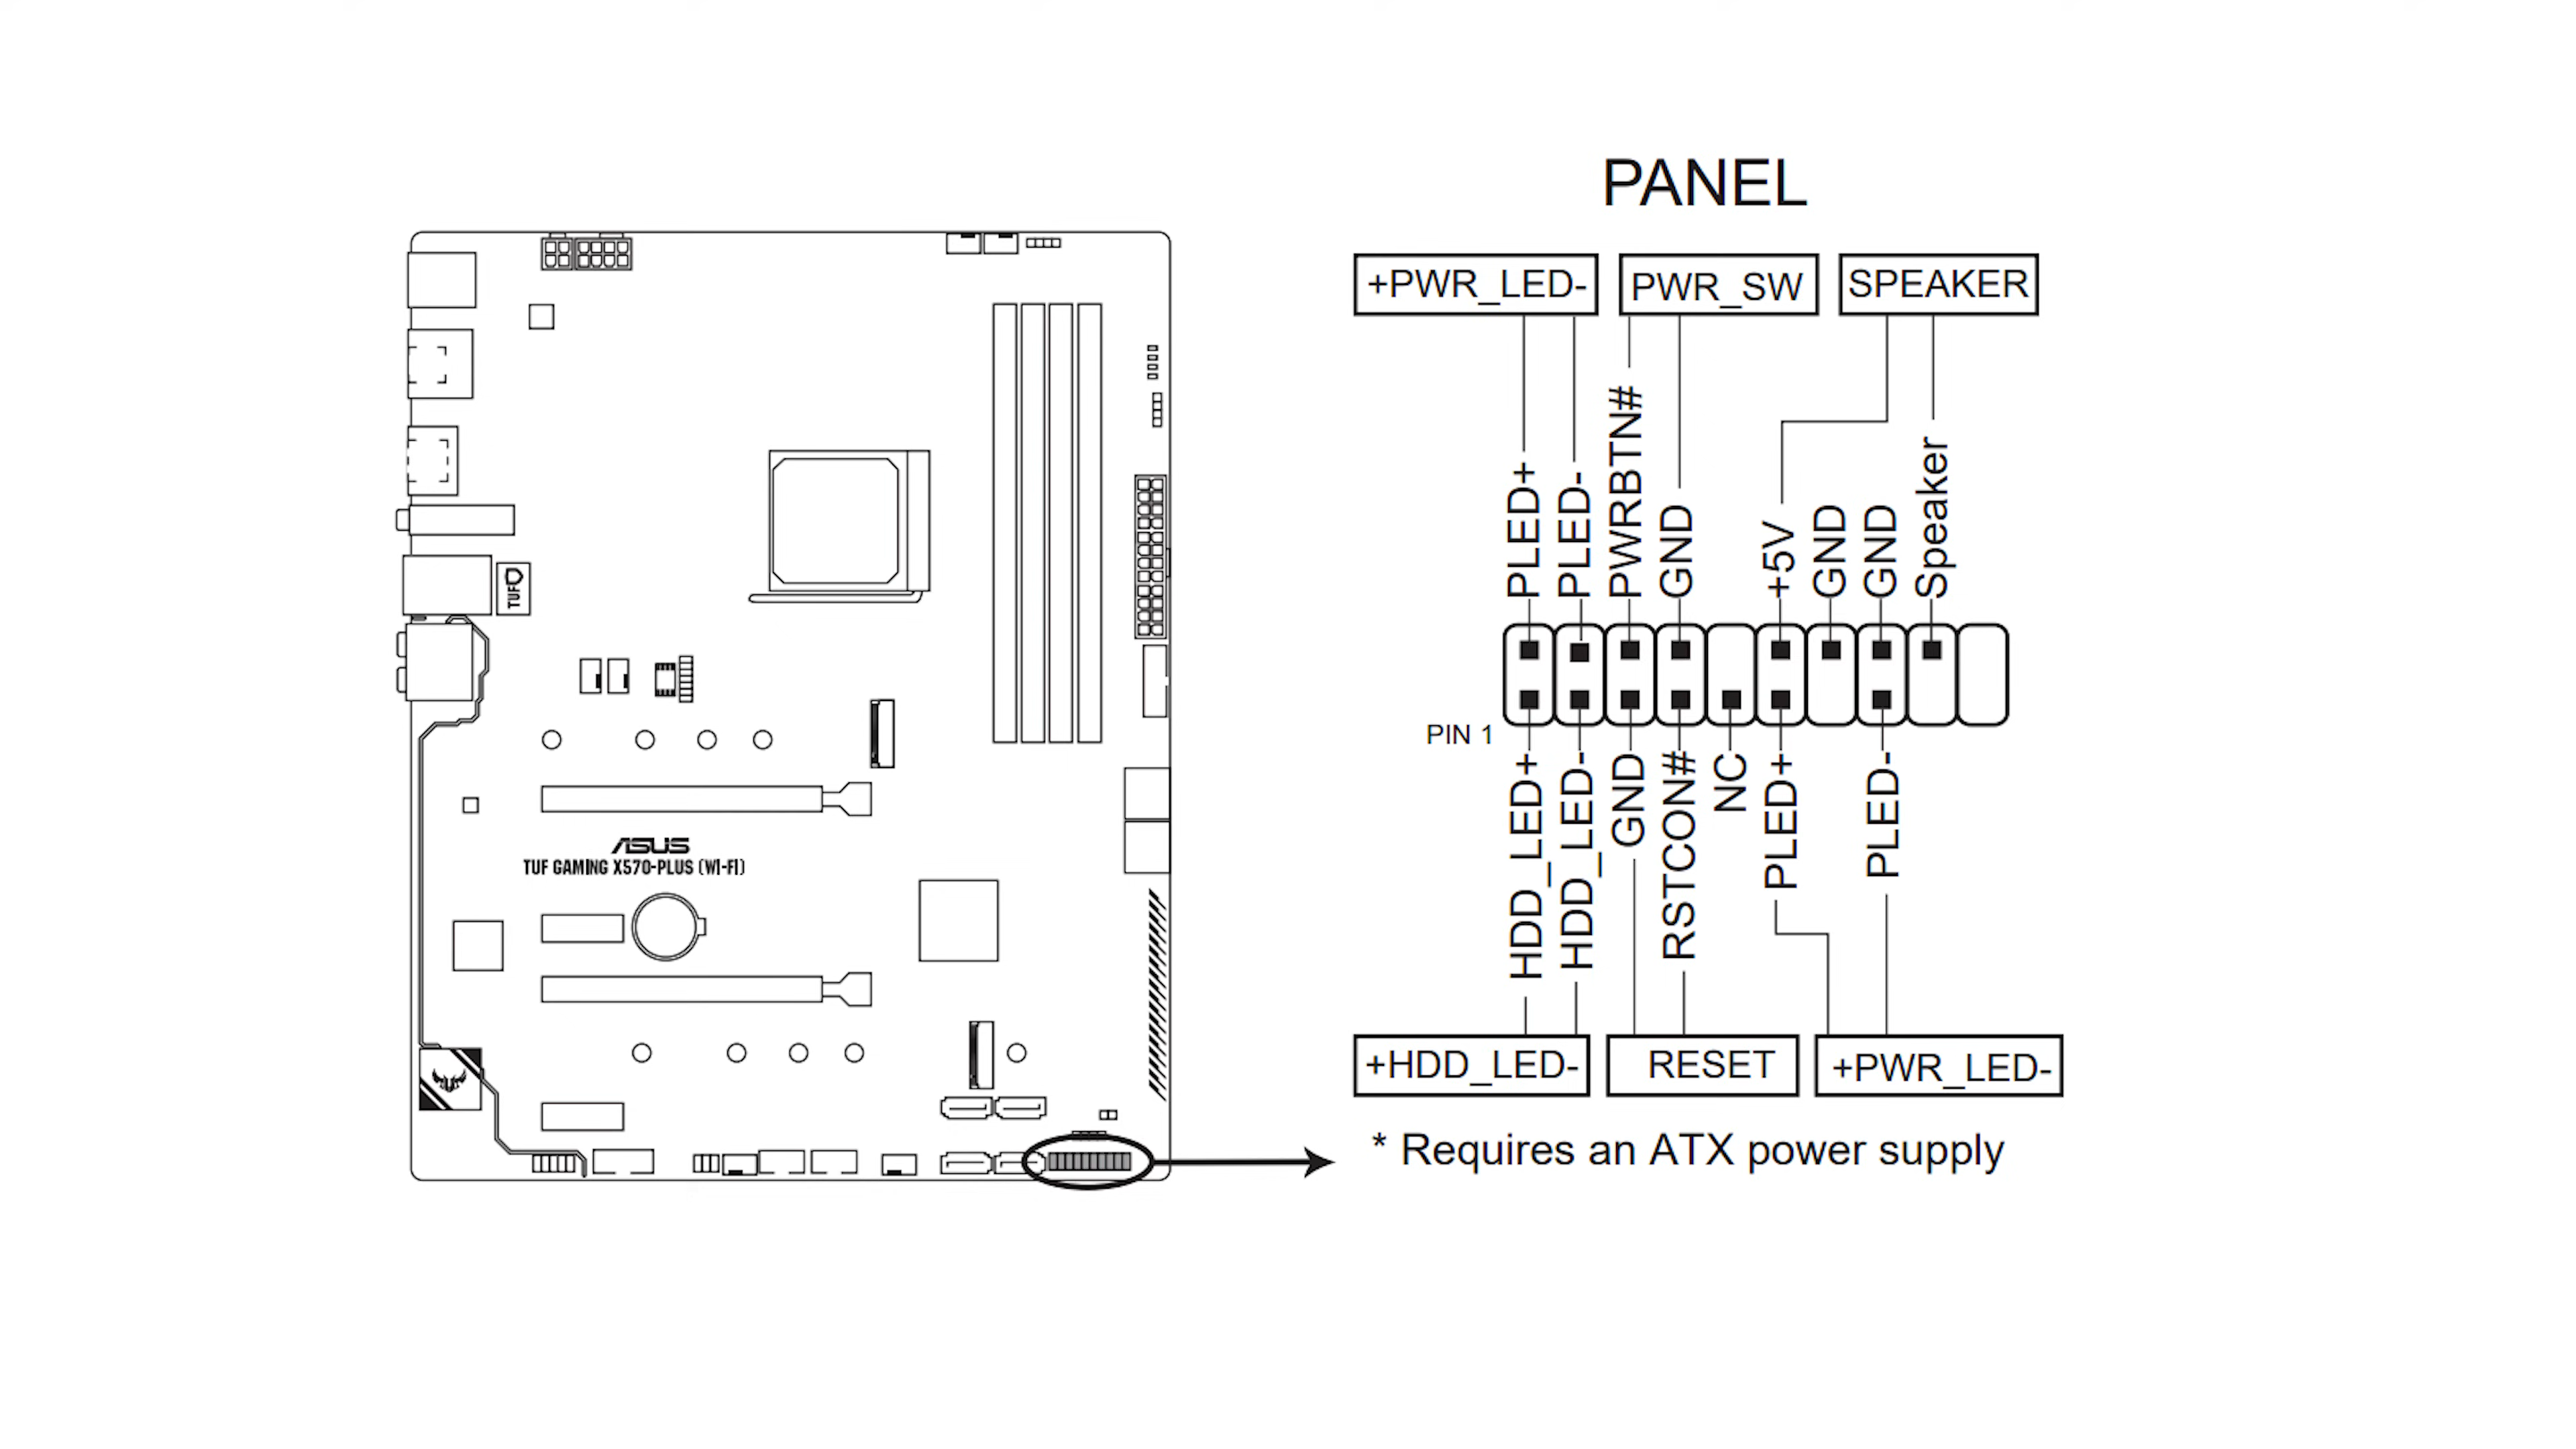 PANEL
+PWR_LED-
PWR_SW
SPEAKER
PLED+
PLED-
PWRBTN#
GND
+5V
GND
GND
Speaker
PIN 1
HDD_LED+
HDD_LED-
GND
RSTCON#
NC
PLED+
PLED-
+HDD_LED-
RESET
+PWR_LED-
* Requires an ATX power supply
TUF
ASUS
TUF GAMING X570-PLUS (WI-FI)